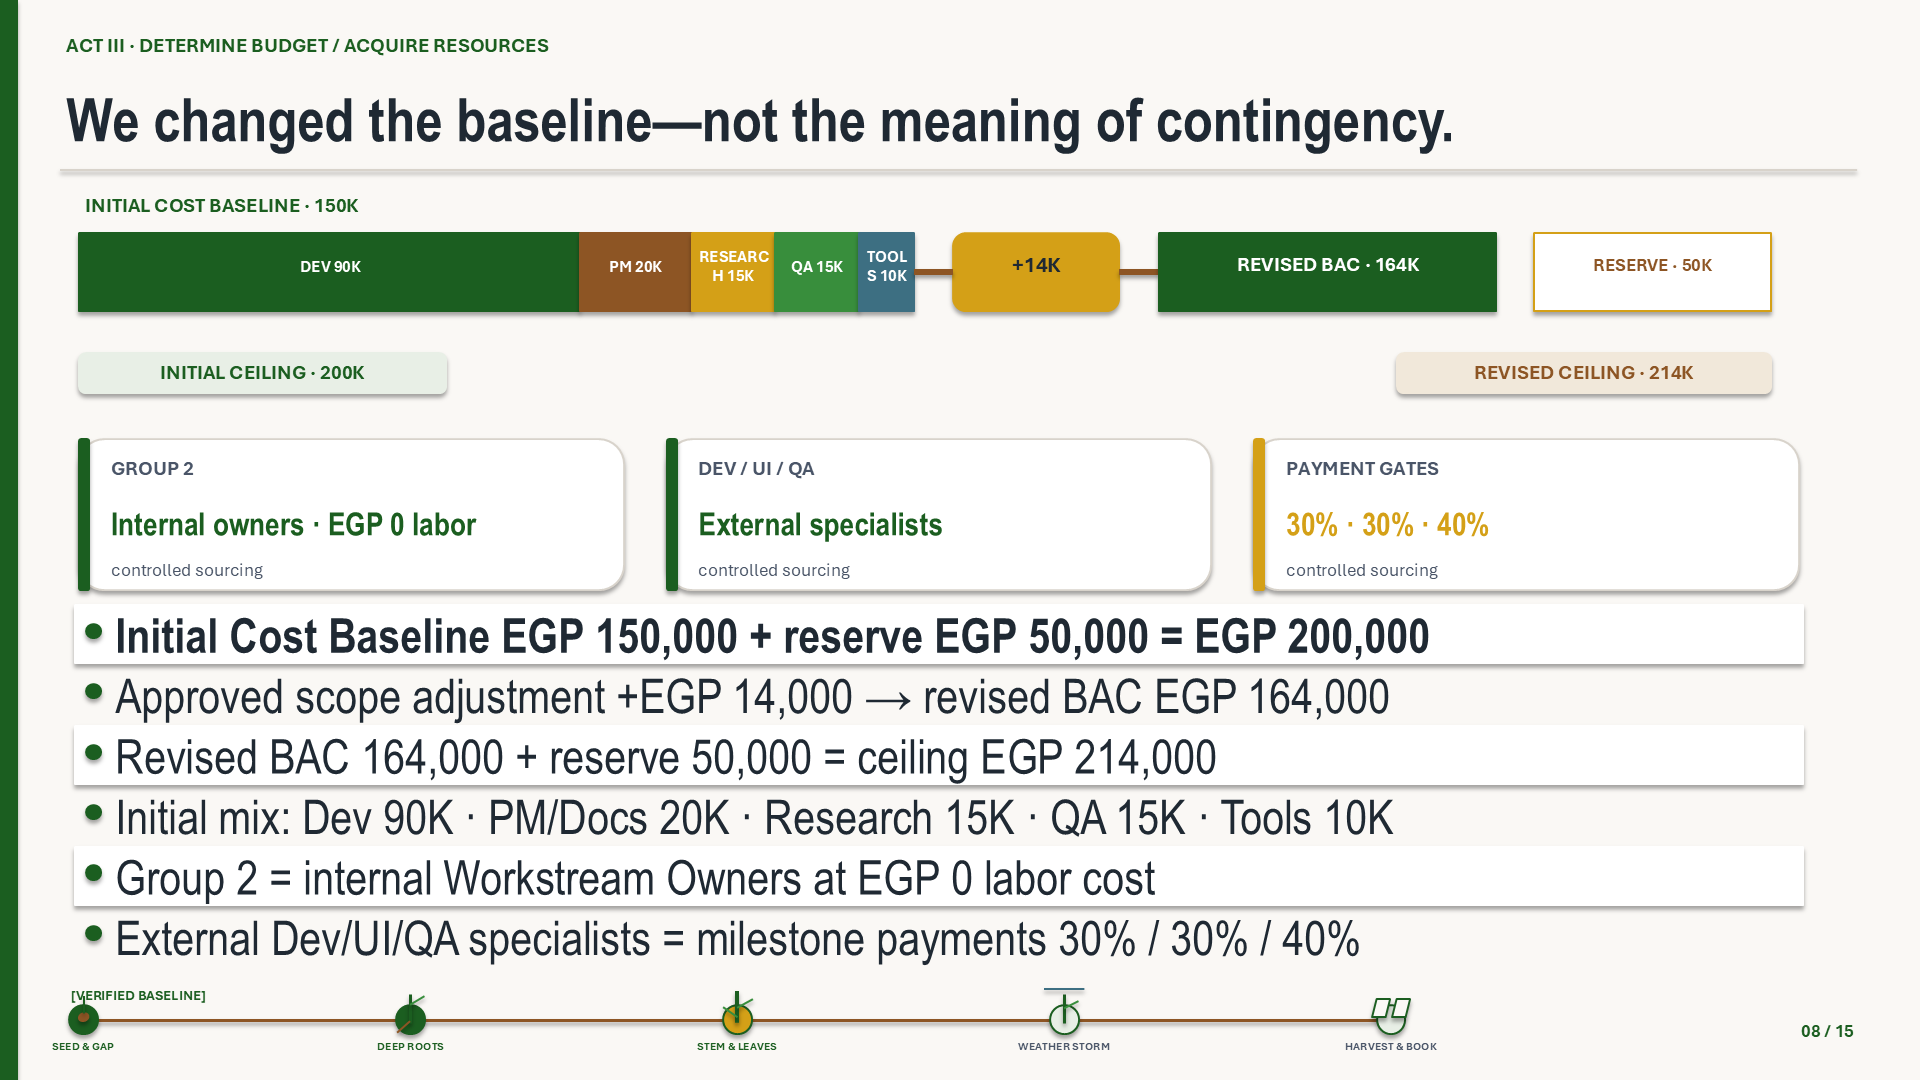 ACT III · DETERMINE BUDGET / ACQUIRE RESOURCES
We changed the baseline—not the meaning of contingency.
INITIAL COST BASELINE · 150K
DEV 90K
PM 20K
RESEARC
H 15K
QA 15K
TOOL
S 10K
+14K
REVISED BAC · 164K
RESERVE · 50K
INITIAL CEILING · 200K
REVISED CEILING · 214K
GROUP 2
Internal owners · EGP 0 labor
controlled sourcing
DEV / UI / QA
External specialists
controlled sourcing
PAYMENT GATES
30% · 30% · 40%
controlled sourcing
• Initial Cost Baseline EGP 150,000 + reserve EGP 50,000 = EGP 200,000
• Approved scope adjustment +EGP 14,000 → revised BAC EGP 164,000
• Revised BAC 164,000 + reserve 50,000 = ceiling EGP 214,000
• Initial mix: Dev 90K · PM/Docs 20K · Research 15K · QA 15K · Tools 10K
• Group 2 = internal Workstream Owners at EGP 0 labor cost
• External Dev/UI/QA specialists = milestone payments 30% / 30% / 40%
[VERIFIED BASELINE]
SEED & GAP
DEEP ROOTS
STEM & LEAVES
WEATHER STORM
HARVEST & BOOK
08 / 15